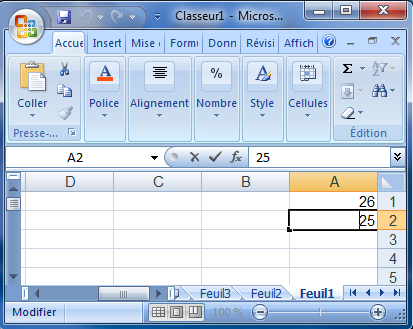 Classeur1 - Micros...
Accue Insert Mise Form Donn Révisi Affich
Coller Police Alignement Nombre Style Cellules
Presse-... Édition
A2 25
D C B A
26 1
25 2
3
4
5
Feuil3 Feuil2 Feuil1
Modifier 100 %